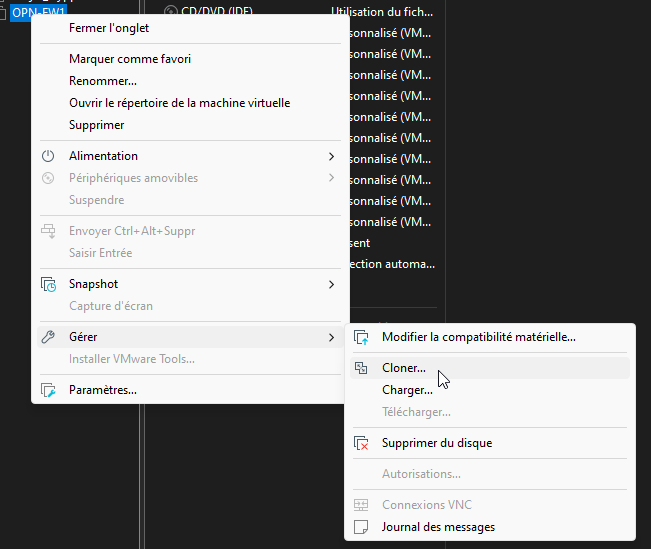 OPN-FW1
CD/DVD (IDE) Utilisation du fich...
Fermer l'onglet
Marquer comme favori
Renommer...
Ouvrir le répertoire de la machine virtuelle
Supprimer
Alimentation
Périphériques amovibles
Suspendre
Envoyer Ctrl+Alt+Suppr
Saisir Entrée
Snapshot
Capture d'écran
Gérer
Installer VMware Tools...
Paramètres...
sonnalisé (VM...
sonnalisé (VM...
sonnalisé (VM...
sonnalisé (VM...
sonnalisé (VM...
sonnalisé (VM...
sonnalisé (VM...
sonnalisé (VM...
sonnalisé (VM...
sonnalisé (VM...
sent
ection automa...
Modifier la compatibilité matérielle...
Cloner...
Charger...
Télécharger...
Supprimer du disque
Autorisations...
Connexions VNC
Journal des messages